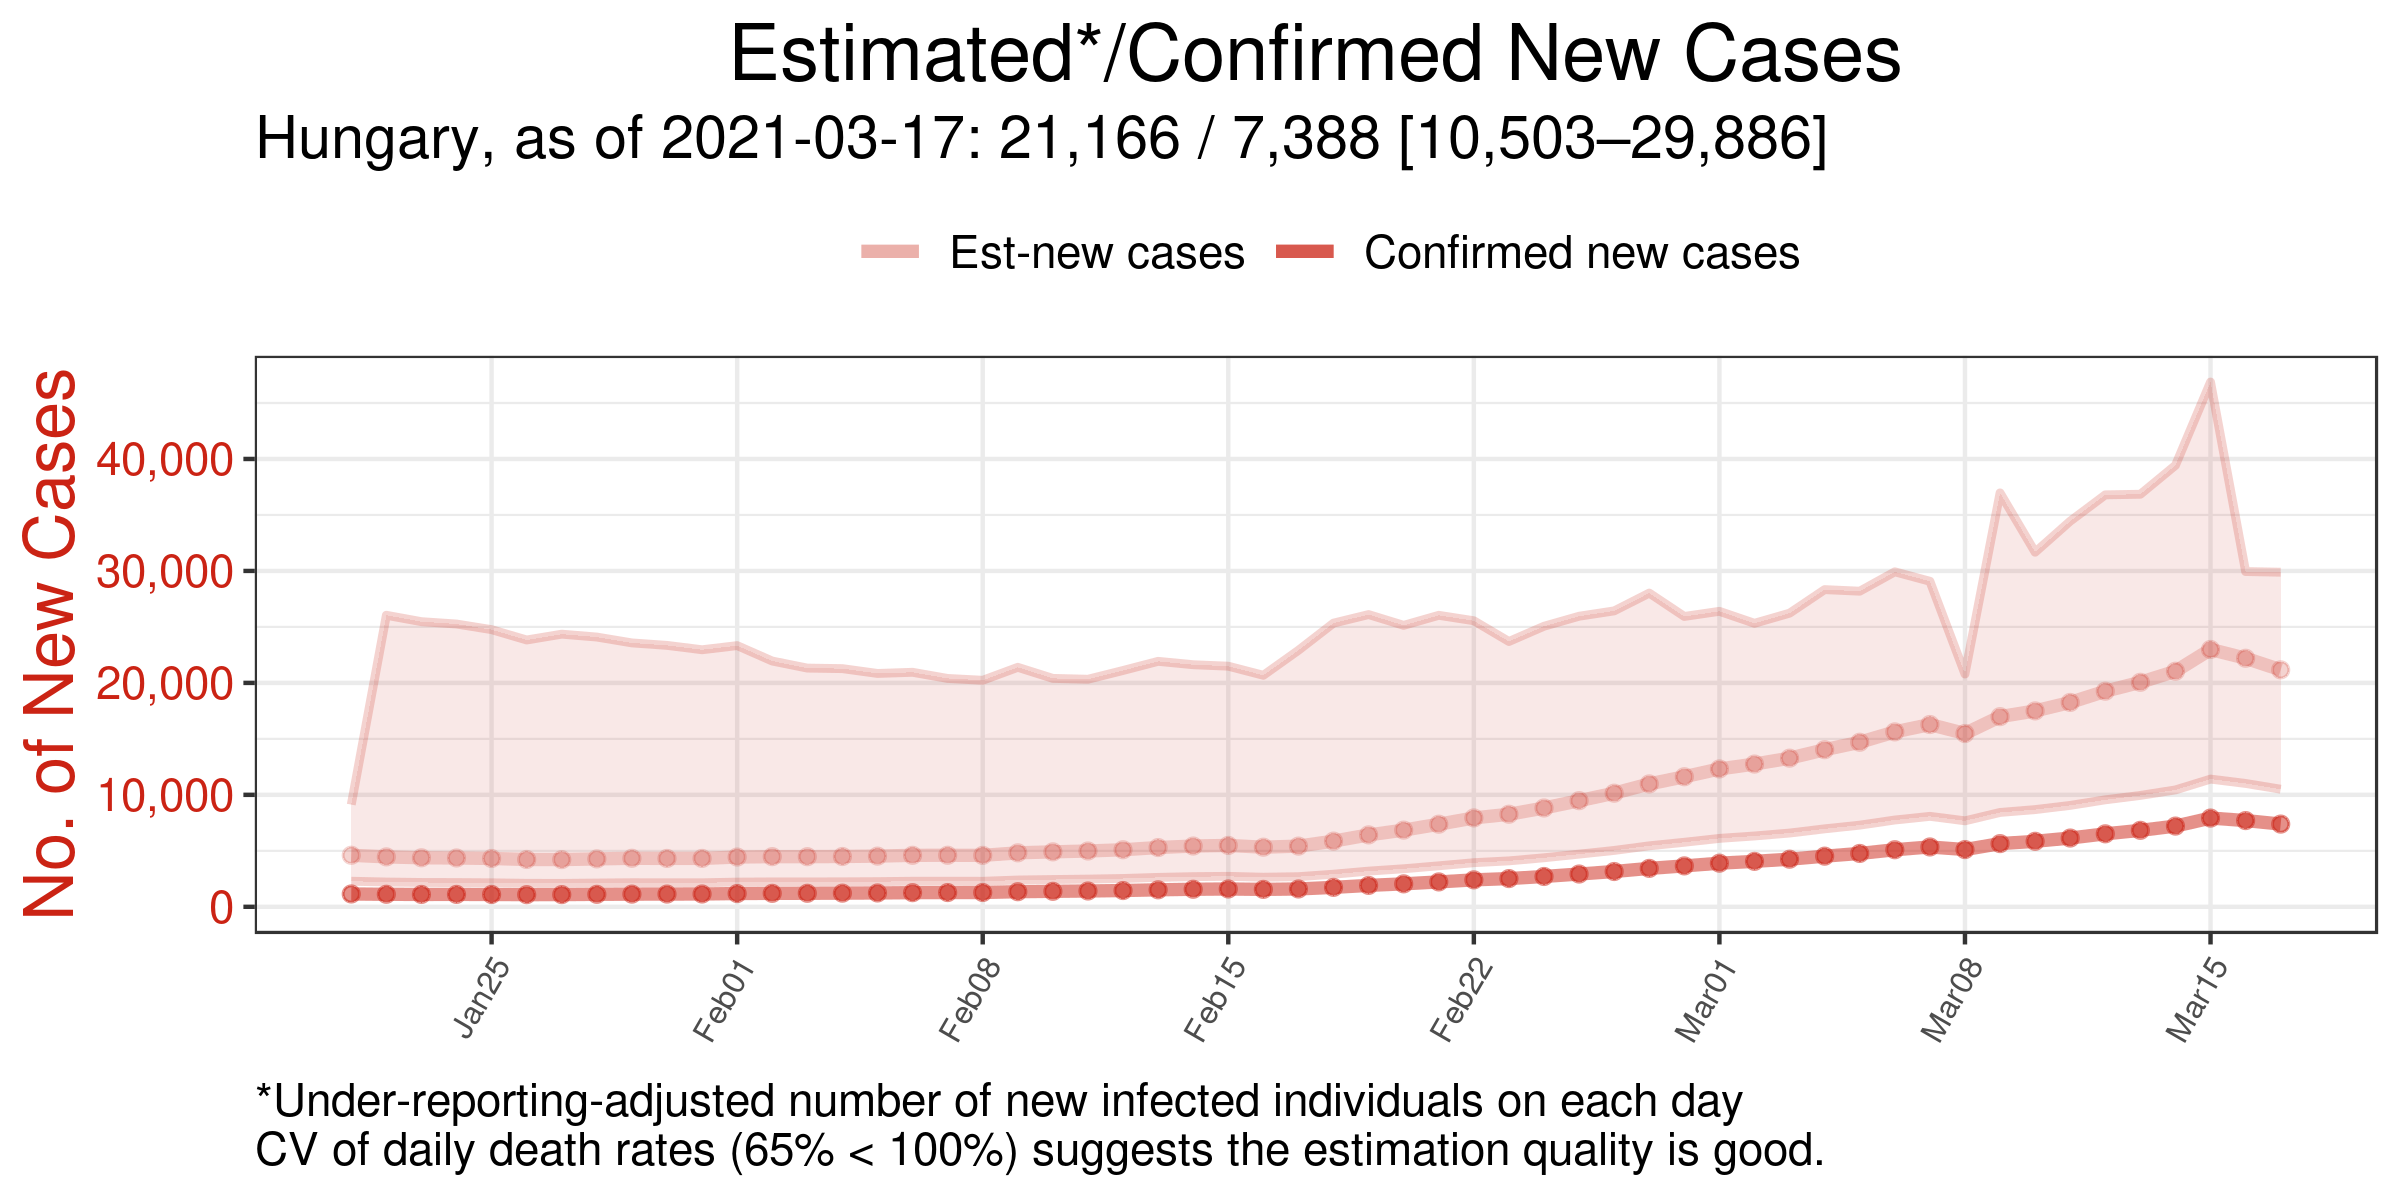 Estimated*/Confirmed New Cases
Hungary, as of 2021-03-17: 21,166 / 7,388 [10,503–29,886]
Est-new cases
Confirmed new cases
No. of New Cases
40,000
30,000
20,000
10,000
0
Jan25
Feb01
Feb08
Feb15
Feb22
Mar01
Mar08
Mar15
*Under-reporting-adjusted number of new infected individuals on each day
CV of daily death rates (65% < 100%) suggests the estimation quality is good.